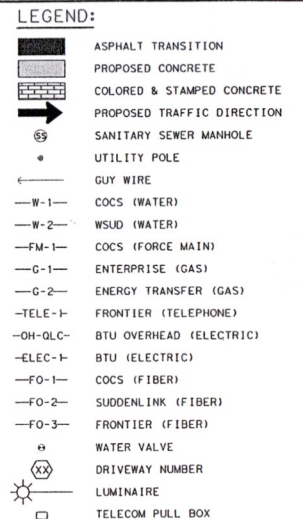 LEGEND:
ASPHALT TRANSITION
PROPOSED CONCRETE
COLORED & STAMPED CONCRETE
PROPOSED TRAFFIC DIRECTION
SS SANITARY SEWER MANHOLE
UTILITY POLE
GUY WIRE
—W-1— COCS (WATER)
—W-2— WSUD (WATER)
—FM-1— COCS (FORCE MAIN)
—G-1— ENTERPRISE (GAS)
—G-2— ENERGY TRANSFER (GAS)
-TELE-1- FRONTIER (TELEPHONE)
-OH-QLC- BTU OVERHEAD (ELECTRIC)
-ELEC-1- BTU (ELECTRIC)
—FO-1— COCS (FIBER)
—FO-2— SUDDENLINK (FIBER)
—FO-3— FRONTIER (FIBER)
WATER VALVE
XX DRIVEWAY NUMBER
LUMINAIRE
TELECOM PULL BOX